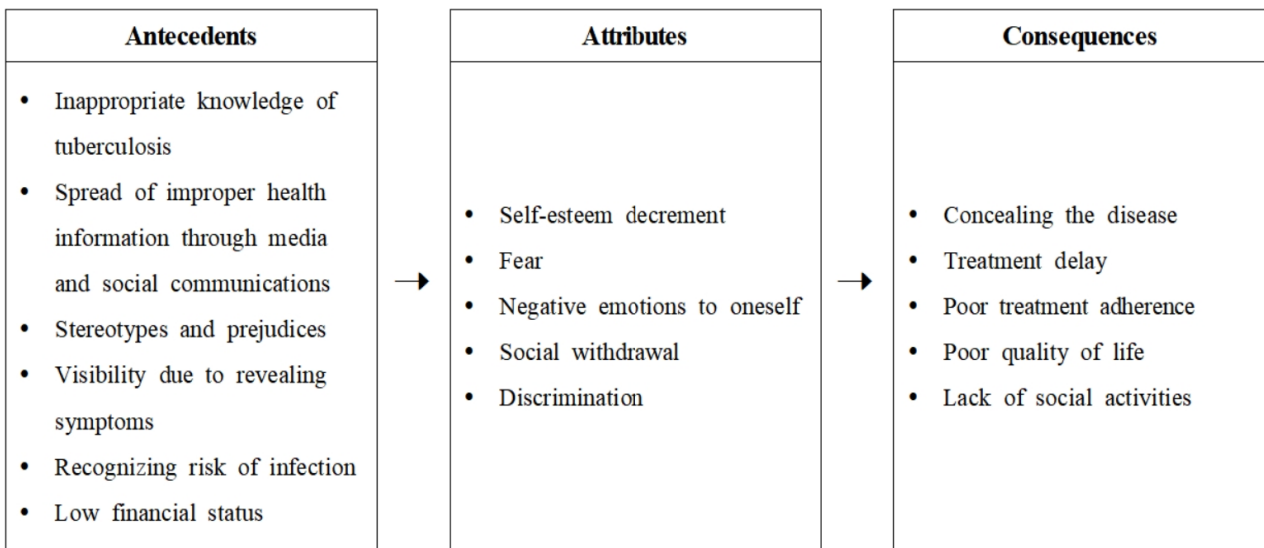 Antecedents
• Inappropriate knowledge of
tuberculosis
• Spread of improper health
information through media
and social communications
• Stereotypes and prejudices
• Visibility due to revealing
symptoms
• Recognizing risk of infection
• Low financial status
Attributes
• Self-esteem decrement
• Fear
• Negative emotions to oneself
• Social withdrawal
• Discrimination
Consequences
• Concealing the disease
• Treatment delay
• Poor treatment adherence
• Poor quality of life
• Lack of social activities